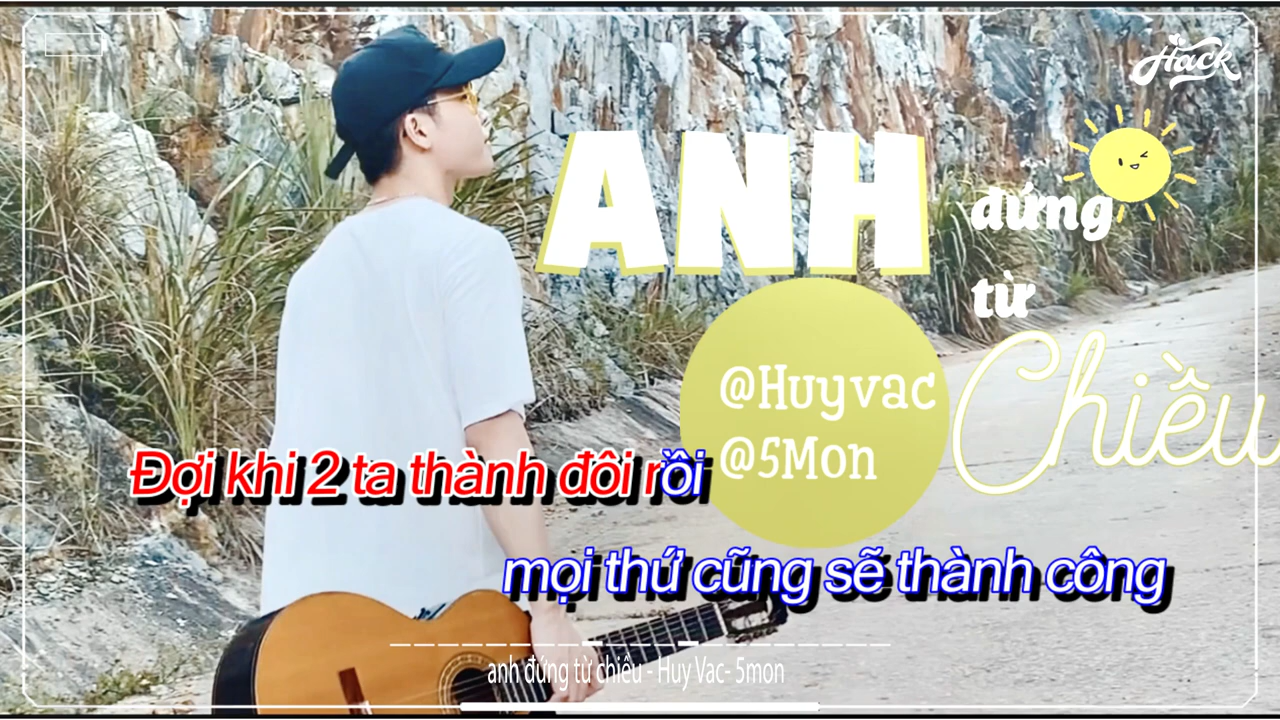 Hack
ANH
đứng
từ
Chiều
@Huyvac
@5Mon
Đợi khi 2 ta thành đôi rồi
mọi thứ cũng sẽ thành công
anh đứng từ chiều - Huy Vac- 5mon